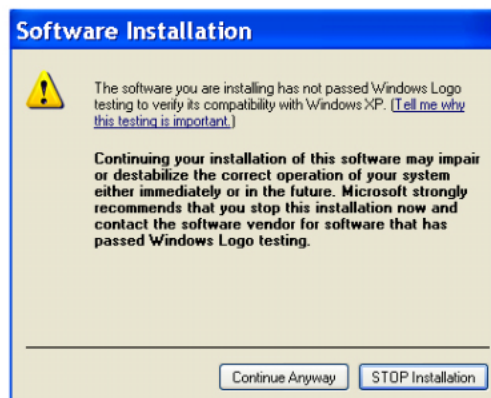 Software Installation
The software you are installing has not passed Windows Logo
testing to verify its compatibility with Windows XP. (Tell me why
this testing is important.)
Continuing your installation of this software may impair
or destabilize the correct operation of your system
either immediately or in the future. Microsoft strongly
recommends that you stop this installation now and
contact the software vendor for software that has
passed Windows Logo testing.
Continue Anyway
STOP Installation